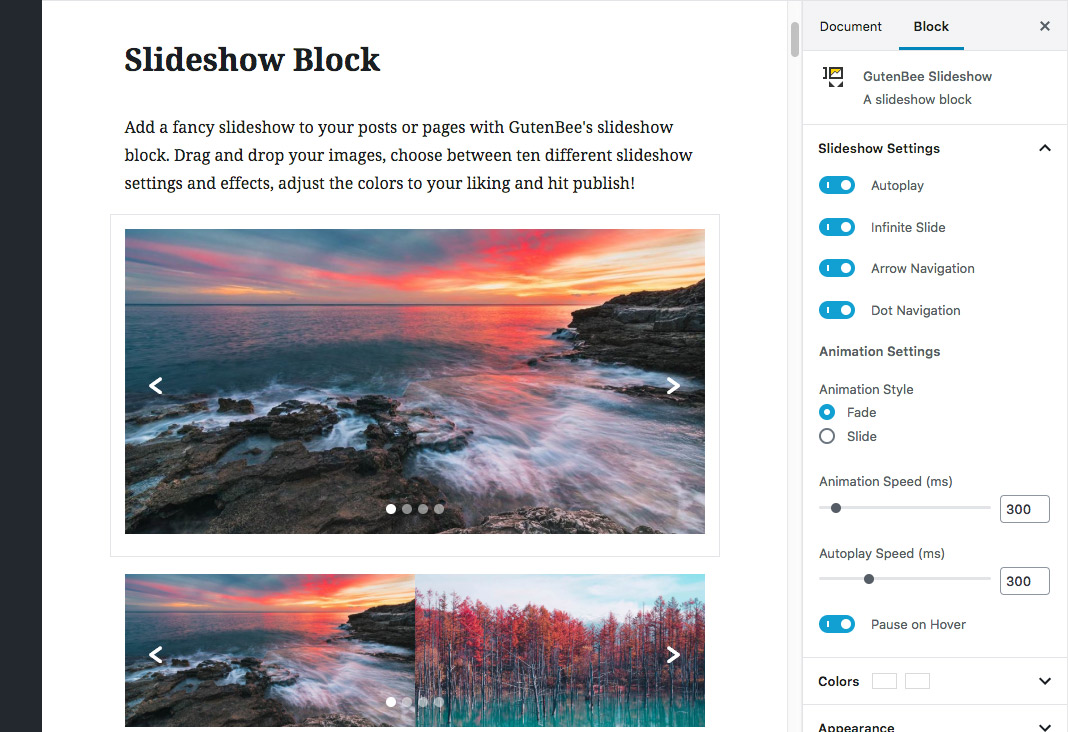 Slideshow Block
Add a fancy slideshow to your posts or pages with GutenBee's slideshow
block. Drag and drop your images, choose between ten different slideshow
settings and effects, adjust the colors to your liking and hit publish!
Document
Block
GutenBee Slideshow
A slideshow block
Slideshow Settings
Autoplay
Infinite Slide
Arrow Navigation
Dot Navigation
Animation Settings
Animation Style
Fade
Slide
Animation Speed (ms)
300
Autoplay Speed (ms)
300
Pause on Hover
Colors
Appearance